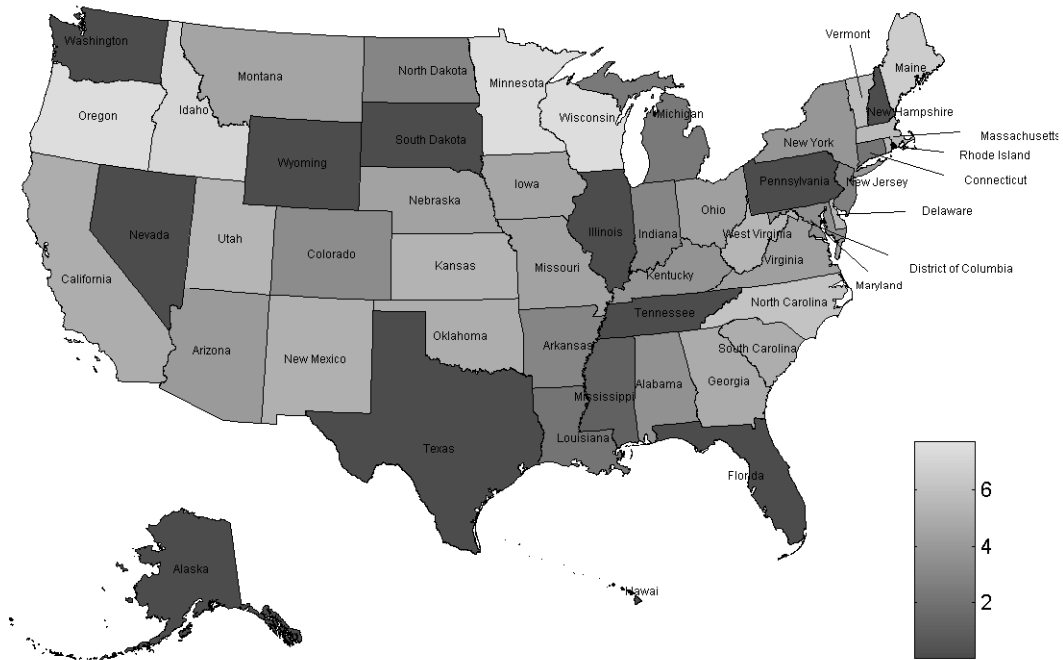 Vermont
Washington
Maine
North Dakota
Montana
Minnesota
Idaho
New Hampshire
Oregon
Michigan
Wisconsin
Massachusetts
South Dakota
New York
Rhode Island
Wyoming
Connecticut
Pennsylvania
New Jersey
Iowa
Nebraska
Ohio
Delaware
Nevada
Utah
Illinois
Indiana
West Virginia
Colorado
Virginia
Kansas
Missouri
District of Columbia
California
Kentucky
Maryland
North Carolina
Tennessee
Oklahoma
Arkansas
Arizona
New Mexico
South Carolina
Georgia
Alabama
Mississippi
Louisiana
Texas
Florida
6
4
Alaska
Hawai
2